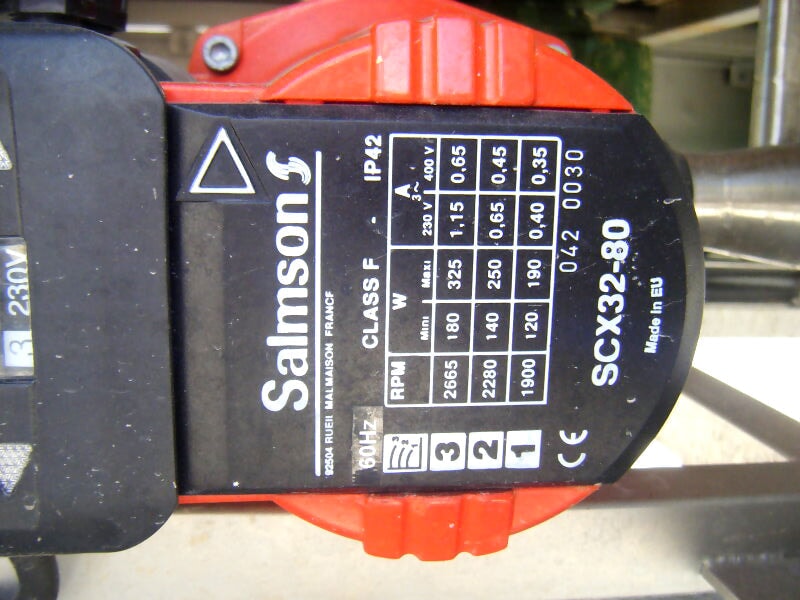 3 230V
Salmson
92504 RUEIL MALMAISON FRANCE
60Hz CLASS F - IP42
RPM W A 3~
Mini Maxi 230 V 400 V
3 2665 180 325 1,15 0,65
2 2280 140 250 0,65 0,45
1 1900 120 190 0,40 0,35
042 0030
CE SCX32-80
Made in EU